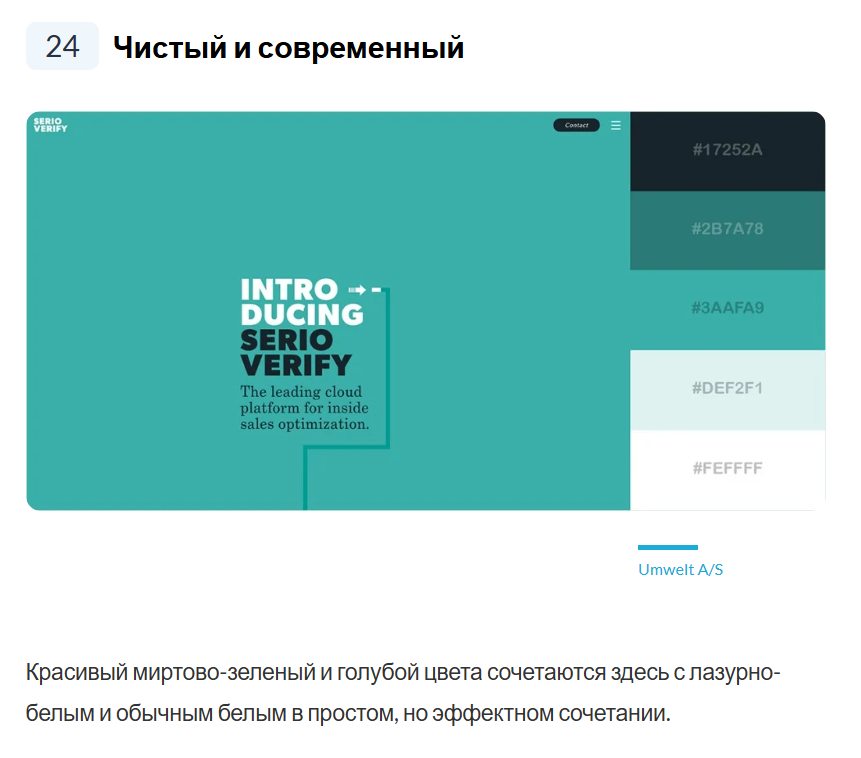 24 Чистый и современный
SERIO
VERIFY
Contact
INTRO
DUCING
SERIO
VERIFY
The leading cloud
platform for inside
sales optimization.
#17252A
#2B7A78
#3AAFA9
#DEF2F1
#FEFFFF
Umwelt A/S
Красивый миртово-зеленый и голубой цвета сочетаются здесь с лазурно-
белым и обычным белым в простом, но эффектном сочетании.